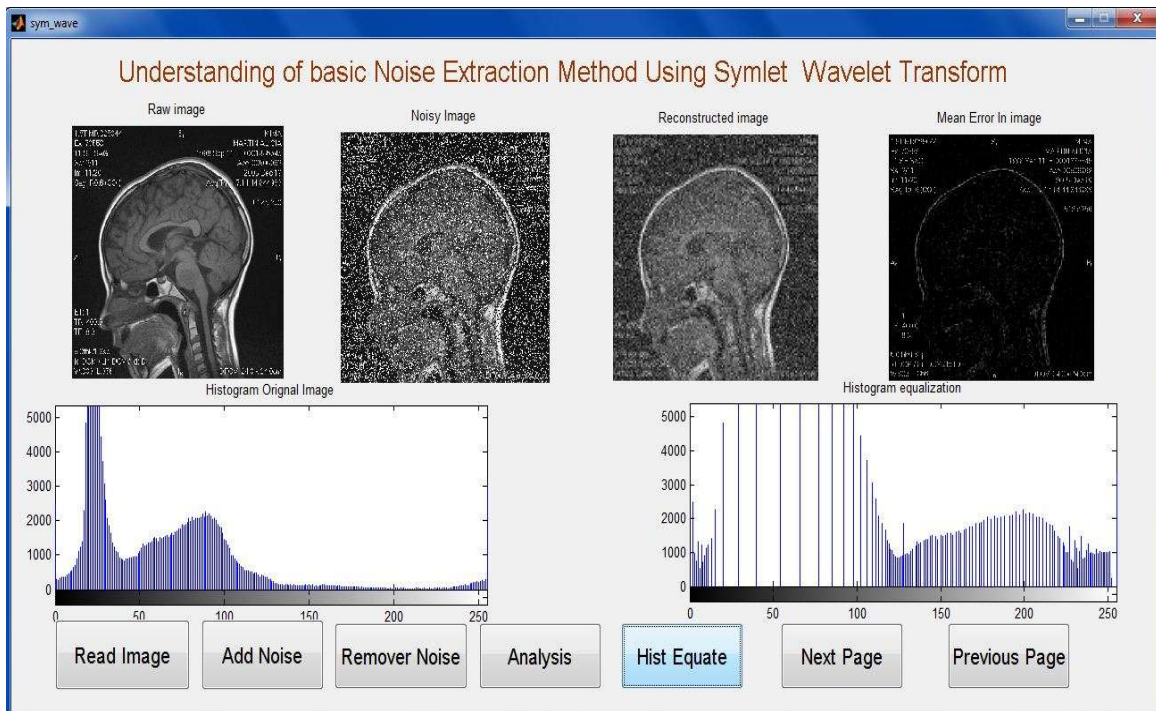 sym_wave
Understanding of basic Noise Extraction Method Using Symlet Wavelet Transform
Raw image
Noisy Image
Reconstructed image
Mean Error In image
MARTIN ALICIA
Histogram Orignal Image
Histogram equalization
5000
4000
3000
2000
1000
0
0 50 100 150 200 250
5000
4000
3000
2000
1000
0
0 50 100 150 200 250
Read Image
Add Noise
Remover Noise
Analysis
Hist Equate
Next Page
Previous Page